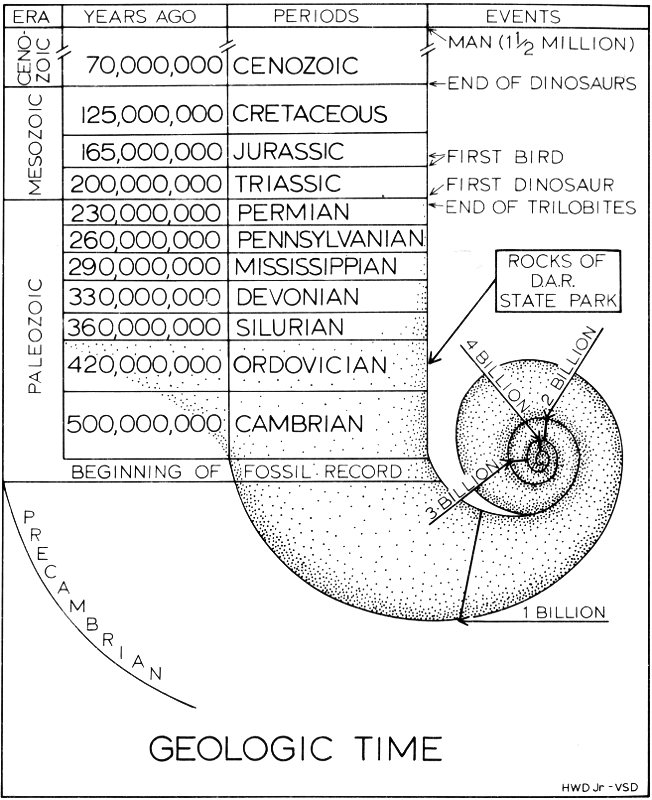 ERA YEARS AGO PERIODS EVENTS
CENO-
ZOIC
MAN (1 1/2 MILLION)
70,000,000 CENOZOIC
END OF DINOSAURS
MESOZOIC
125,000,000 CRETACEOUS
165,000,000 JURASSIC
FIRST BIRD
200,000,000 TRIASSIC
FIRST DINOSAUR
PALEOZOIC
230,000,000 PERMIAN
END OF TRILOBITES
260,000,000 PENNSYLVANIAN
290,000,000 MISSISSIPPIAN
330,000,000 DEVONIAN
360,000,000 SILURIAN
420,000,000 ORDOVICIAN
500,000,000 CAMBRIAN
ROCKS OF
D.A.R.
STATE PARK
BEGINNING OF FOSSIL RECORD
4 BILLION
2 BILLION
3 BILLION
1 BILLION
PRECAMBRIAN
GEOLOGIC TIME
HWD Jr - VSD